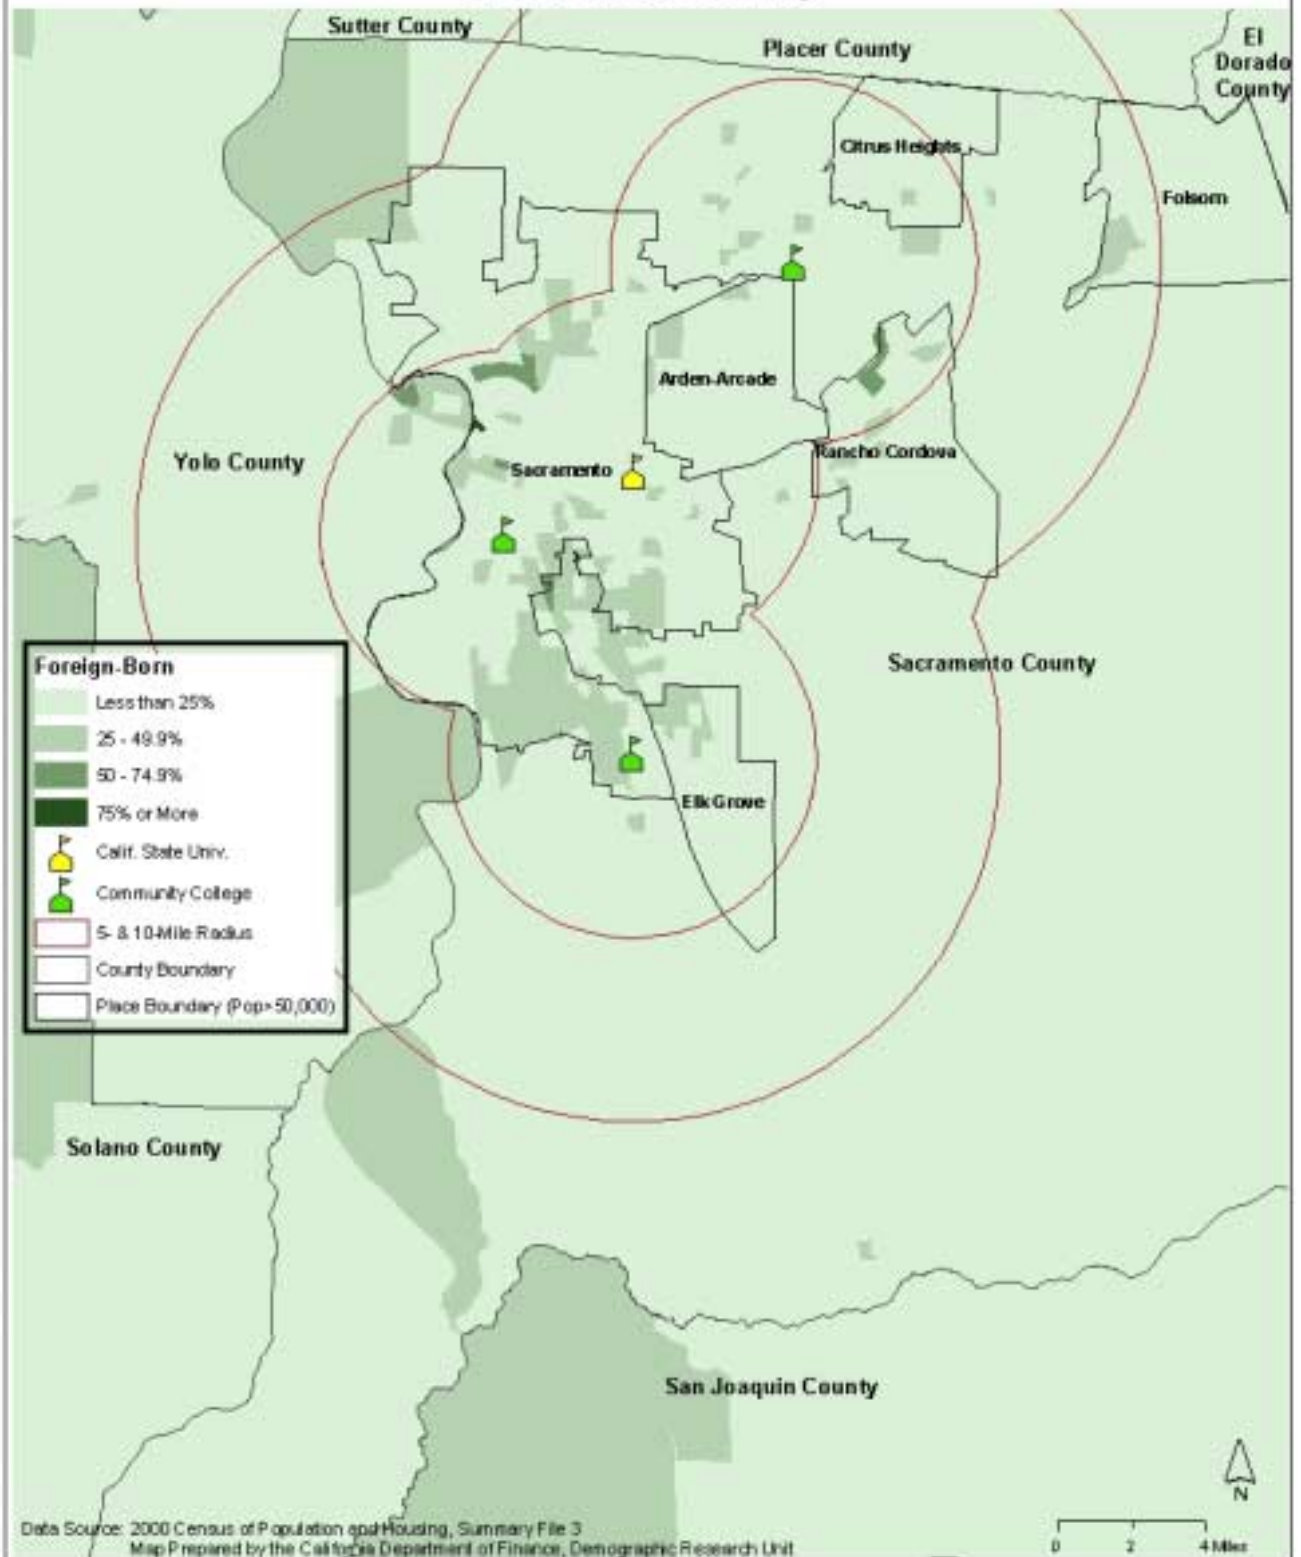 Sutter County
Placer County
El
Dorado
County
Citrus Heights
Folsom
Arden-Arcade
Yolo County
Sacramento
Rancho Cordova
Sacramento County
Foreign-Born
Less than 25%
25 - 49.9%
50 - 74.9%
75% or More
Calif. State Univ.
Community College
5- & 10-Mile Radius
County Boundary
Place Boundary (Pop>50,000)
Elk Grove
Solano County
San Joaquin County
N
Data Source: 2000 Census of Population and Housing, Summary File 3
Map Prepared by the California Department of Finance, Demographic Research Unit
0 2 4 Miles